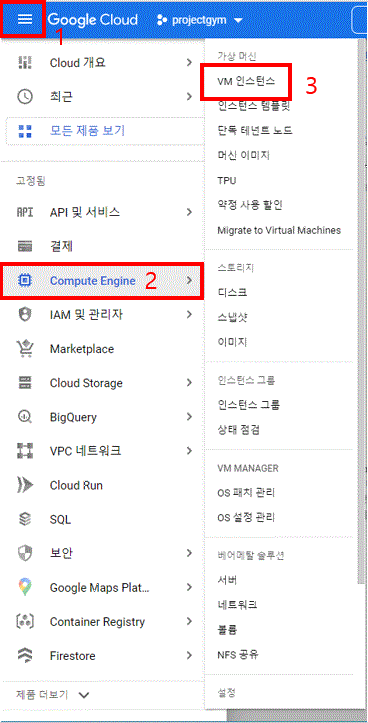 Google Cloud
projectgym
1
Cloud 개요
최근
모든 제품 보기
고정됨
API
API 및 서비스
결제
Compute Engine
2
IAM 및 관리자
Marketplace
Cloud Storage
BigQuery
VPC 네트워크
Cloud Run
SQL
보안
Google Maps Plat...
Container Registry
Firestore
제품 더보기
가상 머신
VM 인스턴스
3
인스턴스 템플릿
단독 테넌트 노드
머신 이미지
TPU
약정 사용 할인
Migrate to Virtual Machines
스토리지
디스크
스냅샷
이미지
인스턴스 그룹
인스턴스 그룹
상태 점검
VM MANAGER
OS 패치 관리
OS 설정 관리
베어메탈 솔루션
서버
네트워크
볼륨
NFS 공유
설정